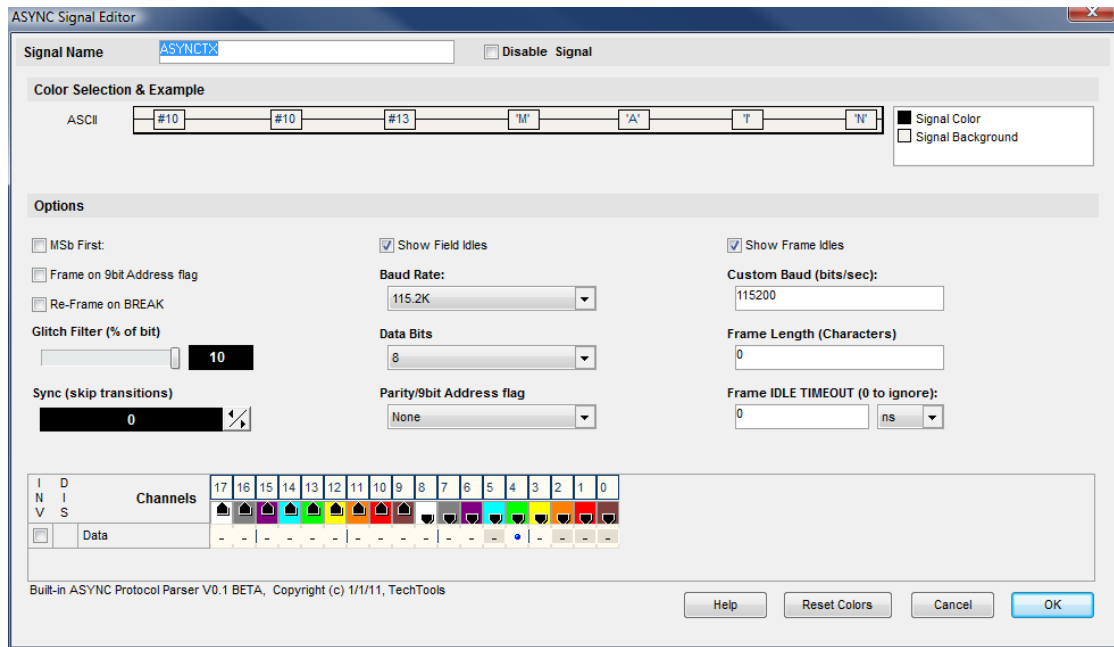 ASYNC Signal Editor
Signal Name ASYNCTX Disable Signal
Color Selection & Example
ASCII #10 #10 #13 'M' 'A' 'I' 'N' Signal Color
Signal Background
Options
MSb First: Show Field Idles Show Frame Idles
Frame on 9bit Address flag Baud Rate: Custom Baud (bits/sec):
Re-Frame on BREAK 115.2K 115200
Glitch Filter (% of bit) Data Bits Frame Length (Characters)
10 8 0
Sync (skip transitions) Parity/9bit Address flag Frame IDLE TIMEOUT (0 to ignore):
0 None 0 ns
INV DIS Channels 17 16 15 14 13 12 11 10 9 8 7 6 5 4 3 2 1 0
Data
Built-in ASYNC Protocol Parser V0.1 BETA, Copyright (c) 1/1/11, TechTools
Help Reset Colors Cancel OK